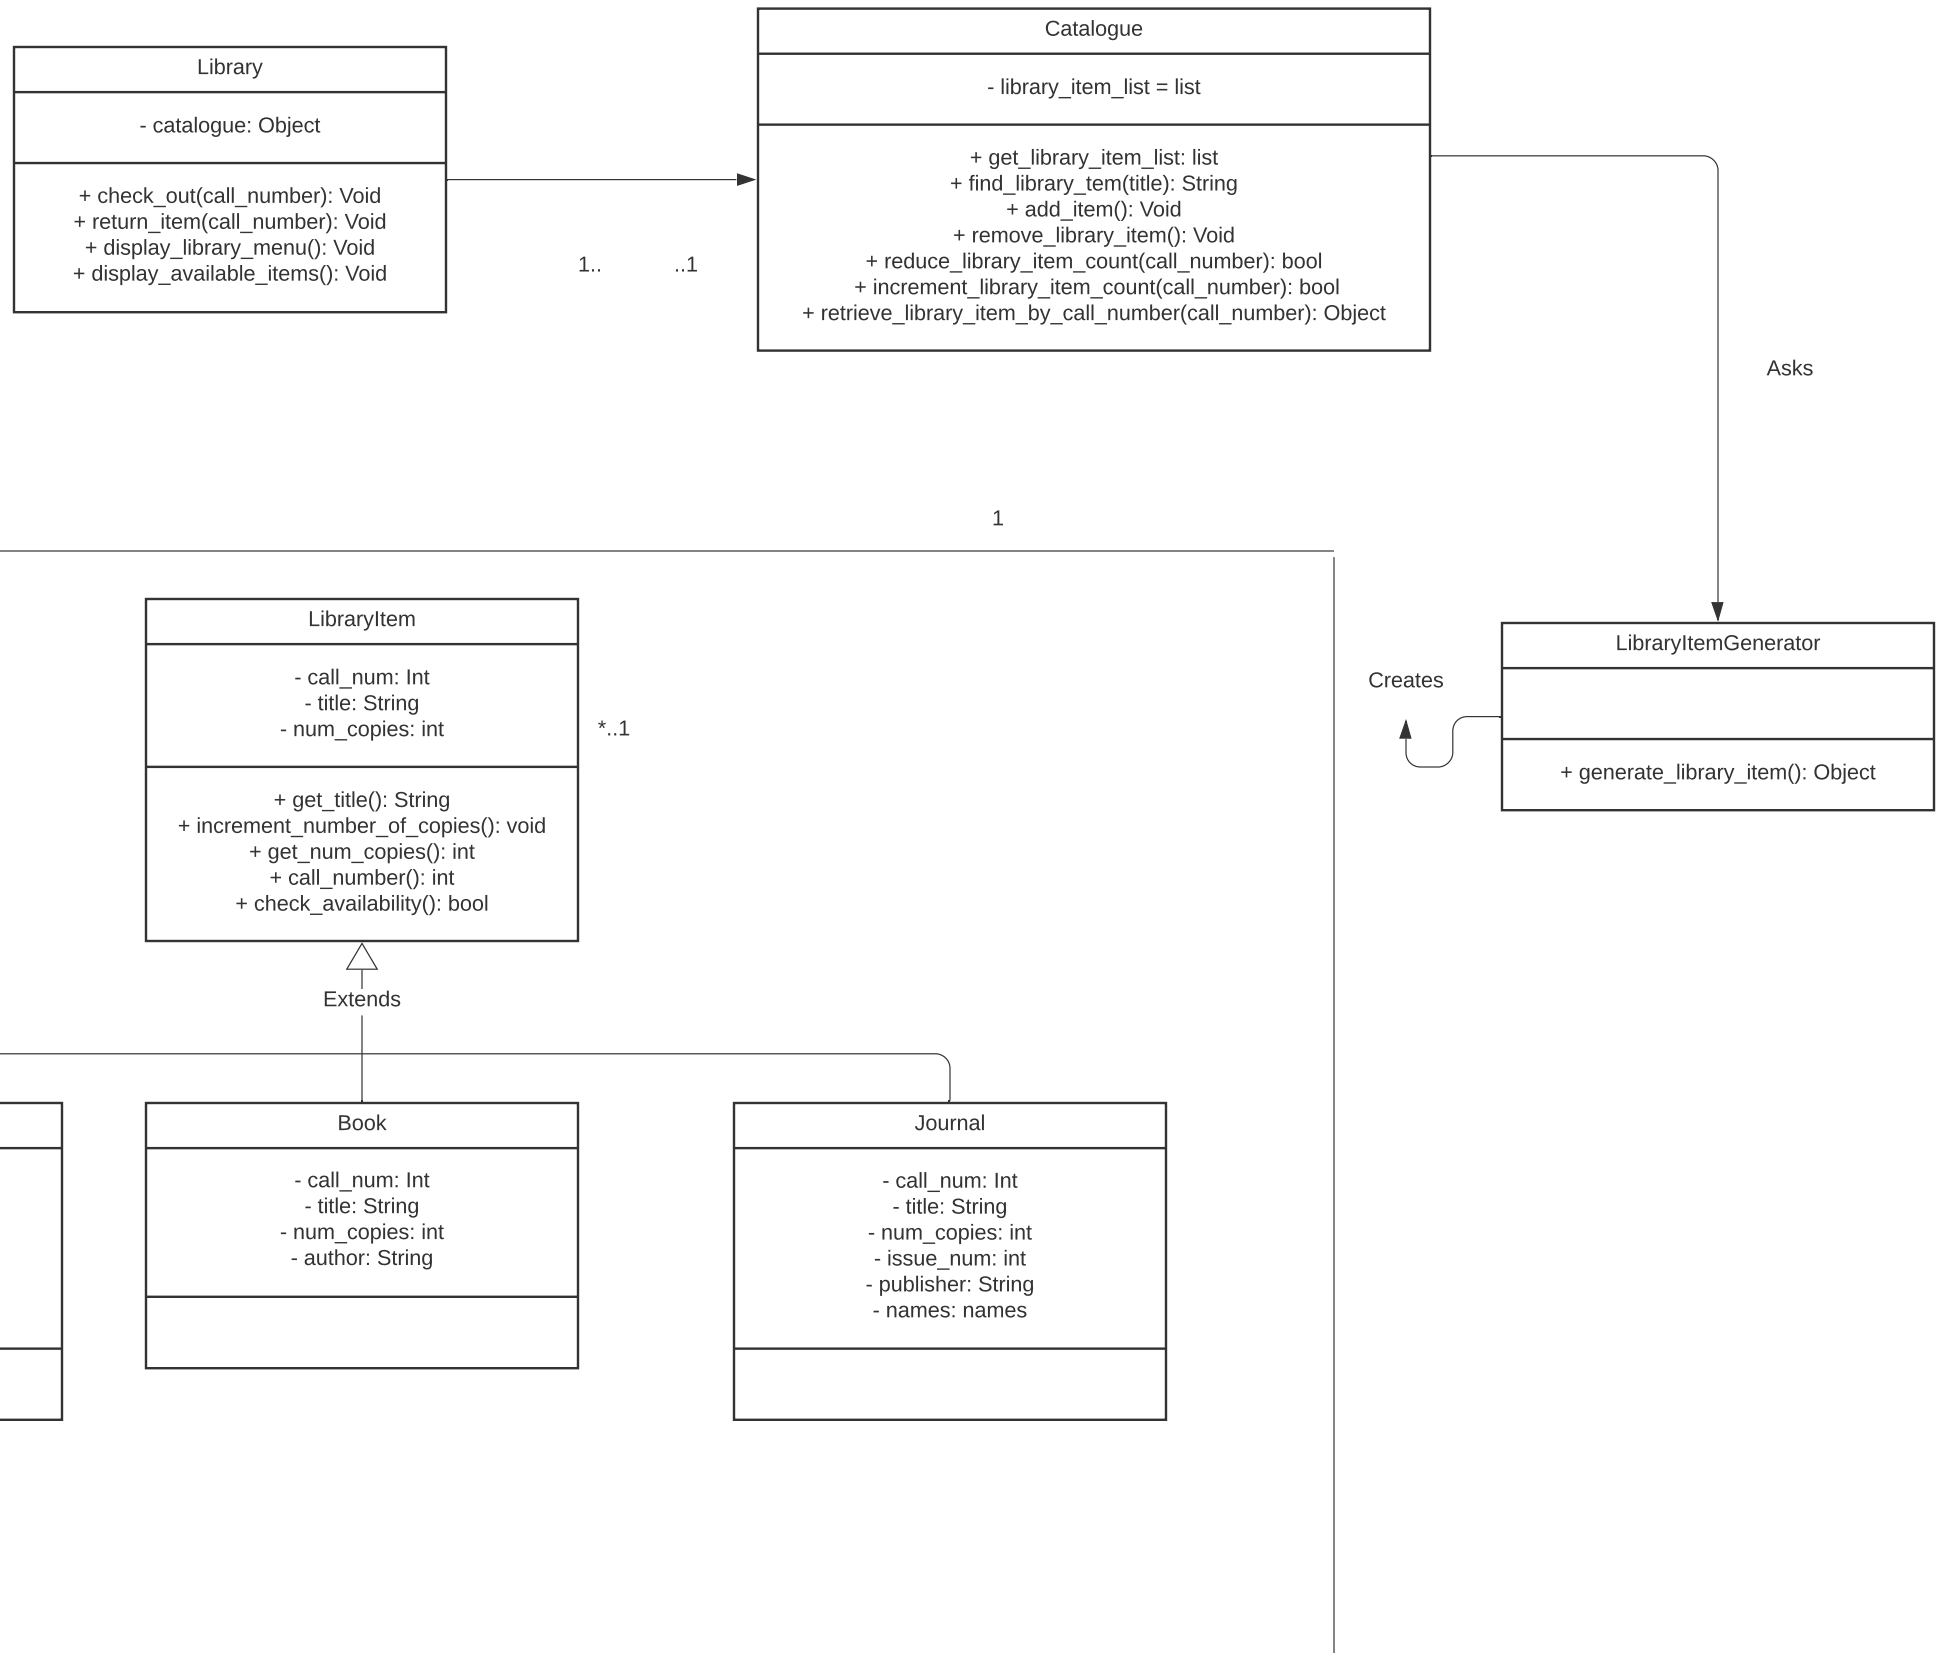 Library
- catalogue: Object
+ check_out(call_number): Void
+ return_item(call_number): Void
+ display_library_menu(): Void
+ display_available_items(): Void
1..
..1
Catalogue
- library_item_list = list
+ get_library_item_list: list
+ find_library_tem(title): String
+ add_item(): Void
+ remove_library_item(): Void
+ reduce_library_item_count(call_number): bool
+ increment_library_item_count(call_number): bool
+ retrieve_library_item_by_call_number(call_number): Object
Asks
1
LibraryItem
- call_num: Int
- title: String
- num_copies: int
+ get_title(): String
+ increment_number_of_copies(): void
+ get_num_copies(): int
+ call_number(): int
+ check_availability(): bool
*..1
Creates
LibraryItemGenerator
+ generate_library_item(): Object
Extends
Book
- call_num: Int
- title: String
- num_copies: int
- author: String
Journal
- call_num: Int
- title: String
- num_copies: int
- issue_num: int
- publisher: String
- names: names